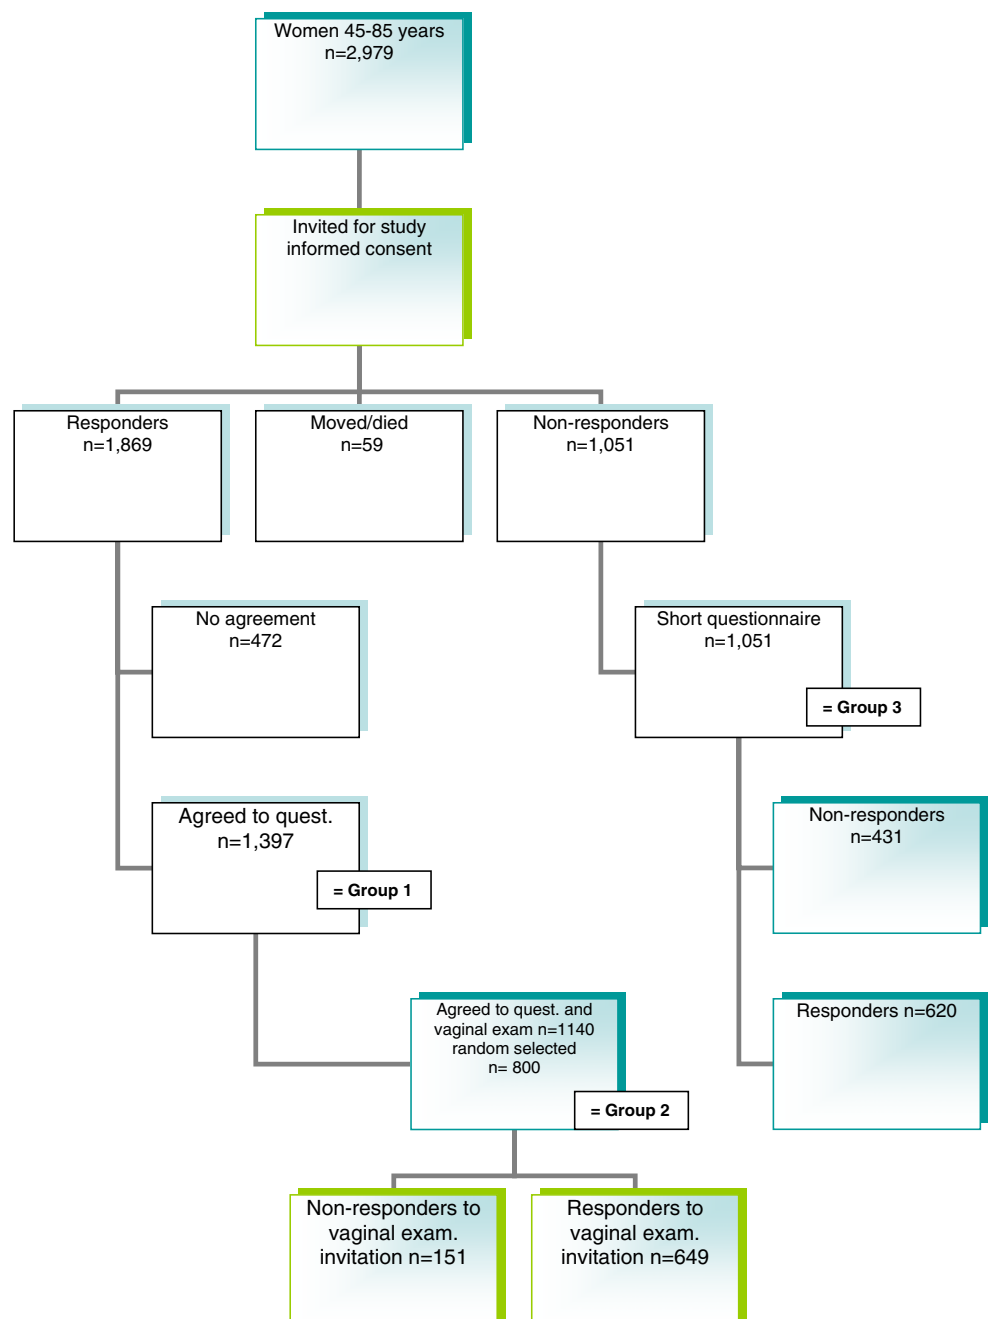 Women 45-85 years
n=2,979
Invited for study
informed consent
Responders
n=1,869
Moved/died
n=59
Non-responders
n=1,051
No agreement
n=472
Short questionnaire
n=1,051
= Group 3
Agreed to quest.
n=1,397
= Group 1
Non-responders
n=431
Agreed to quest. and
vaginal exam n=1140
random selected
n= 800
= Group 2
Responders n=620
Non-responders to
vaginal exam.
invitation n=151
Responders to
vaginal exam.
invitation n=649